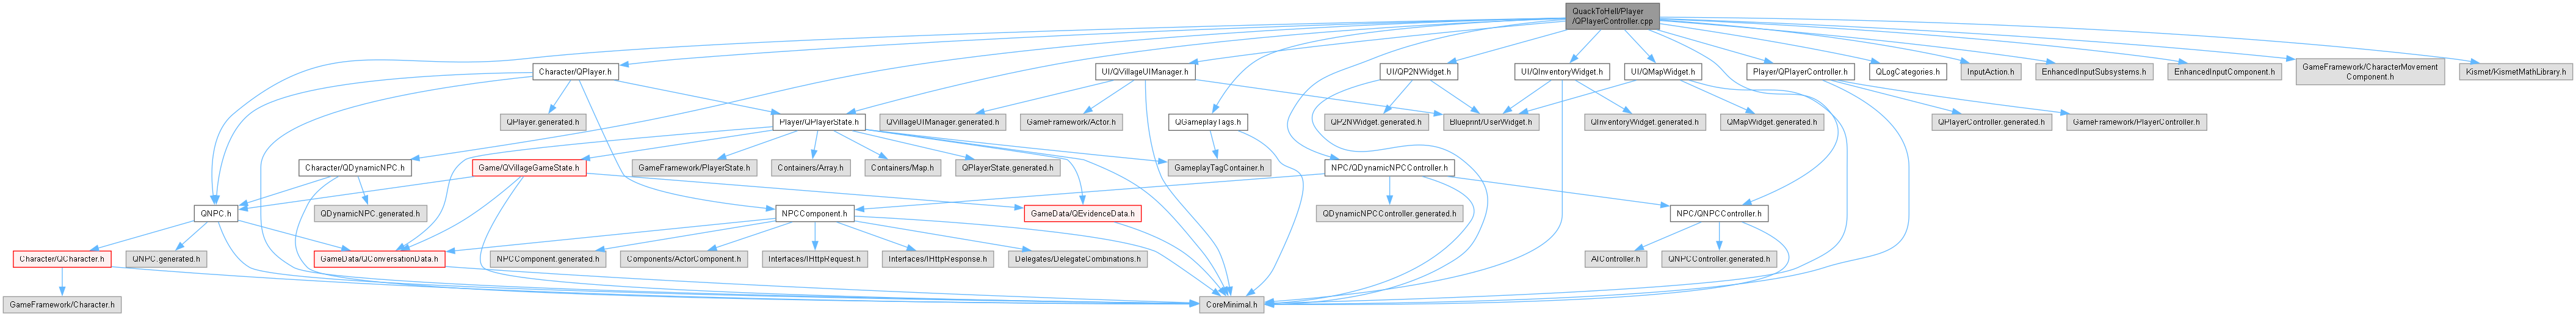 QuackToHell/Player
/QPlayerController.cpp
Character/QPlayer.h
UI/QVillageUIManager.h
UI/QP2NWidget.h
UI/QInventoryWidget.h
UI/QMapWidget.h
Player/QPlayerController.h
QLogCategories.h
InputAction.h
EnhancedInputSubsystems.h
EnhancedInputComponent.h
GameFramework/CharacterMovement
Component.h
Kismet/KismetMathLibrary.h
QPlayer.generated.h
Player/QPlayerState.h
QVillageUIManager.generated.h
GameFramework/Actor.h
QGameplayTags.h
QP2NWidget.generated.h
Blueprint/UserWidget.h
QInventoryWidget.generated.h
QMapWidget.generated.h
QPlayerController.generated.h
GameFramework/PlayerController.h
Character/QDynamicNPC.h
Game/QVillageGameState.h
GameFramework/PlayerState.h
Containers/Array.h
Containers/Map.h
QPlayerState.generated.h
GameplayTagContainer.h
NPC/QDynamicNPCController.h
QNPC.h
QDynamicNPC.generated.h
NPCComponent.h
GameData/QEvidenceData.h
QDynamicNPCController.generated.h
NPC/QNPCController.h
Character/QCharacter.h
QNPC.generated.h
GameData/QConversationData.h
NPCComponent.generated.h
Components/ActorComponent.h
Interfaces/IHttpRequest.h
Interfaces/IHttpResponse.h
Delegates/DelegateCombinations.h
AIController.h
QNPCController.generated.h
GameFramework/Character.h
CoreMinimal.h